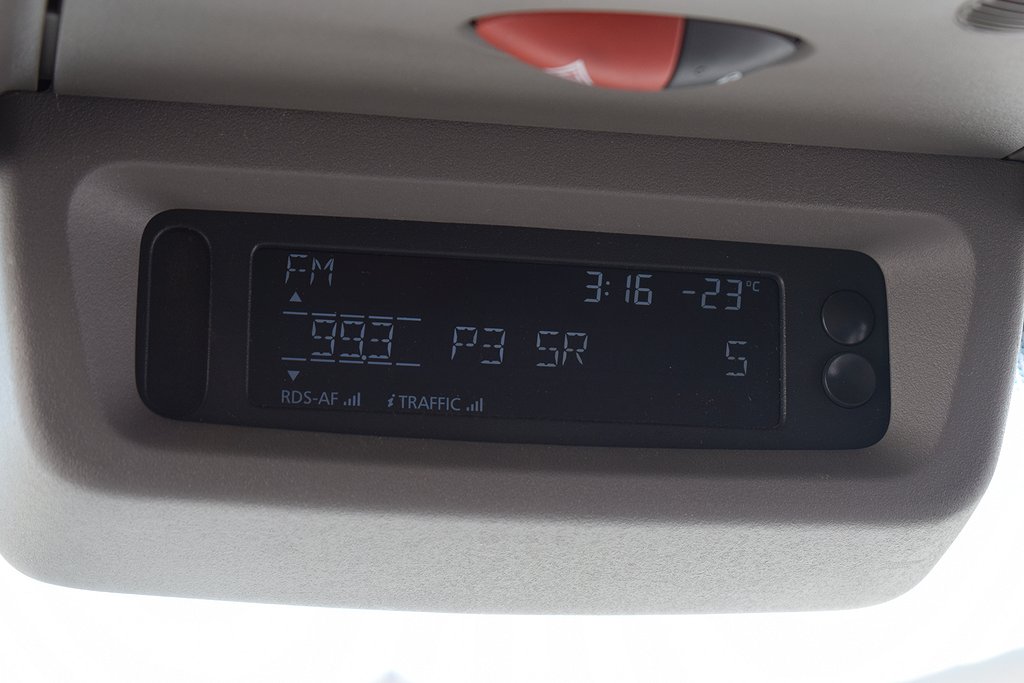 FM 3:16 -23°C
99.3 P3 SR 5
RDS-AF TRAFFIC